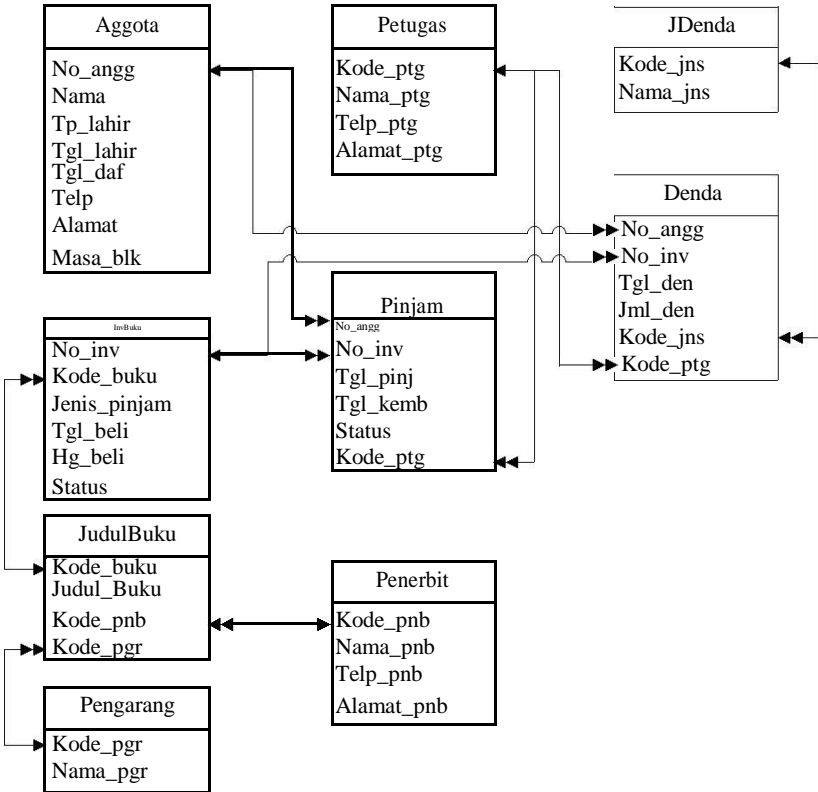 Aggota
No_angg
Nama
Tp_lahir
Tgl_lahir
Tgl_daf
Telp
Alamat
Masa_blk
Petugas
Kode_ptg
Nama_ptg
Telp_ptg
Alamat_ptg
JDenda
Kode_jns
Nama_jns
Denda
No_angg
No_inv
Tgl_den
Jml_den
Kode_jns
Kode_ptg
Pinjam
No_angg
No_inv
Tgl_pinj
Tgl_kemb
Status
Kode_ptg
InvBuku
No_inv
Kode_buku
Jenis_pinjam
Tgl_beli
Hg_beli
Status
JudulBuku
Kode_buku
Judul_Buku
Kode_pnb
Kode_pgr
Penerbit
Kode_pnb
Nama_pnb
Telp_pnb
Alamat_pnb
Pengarang
Kode_pgr
Nama_pgr